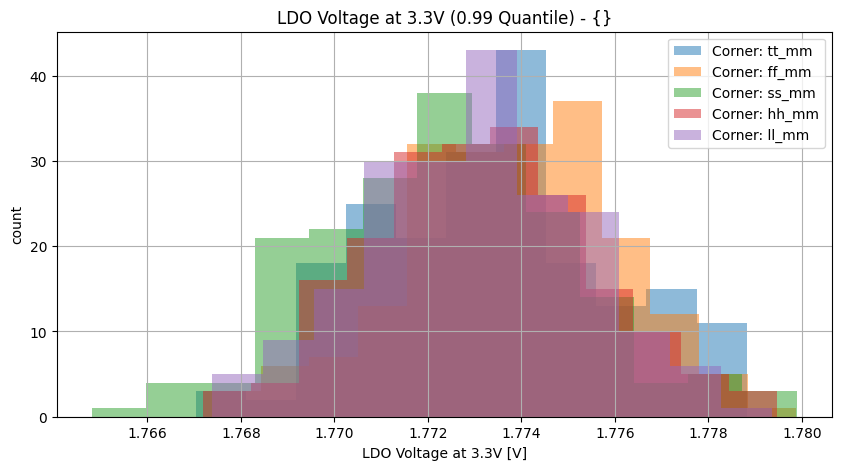 LDO Voltage at 3.3V (0.99 Quantile) - {}
Corner: tt_mm
Corner: ff_mm
Corner: ss_mm
Corner: hh_mm
Corner: ll_mm
count
40
30
20
10
0
1.766 1.768 1.770 1.772 1.774 1.776 1.778 1.780
LDO Voltage at 3.3V [V]